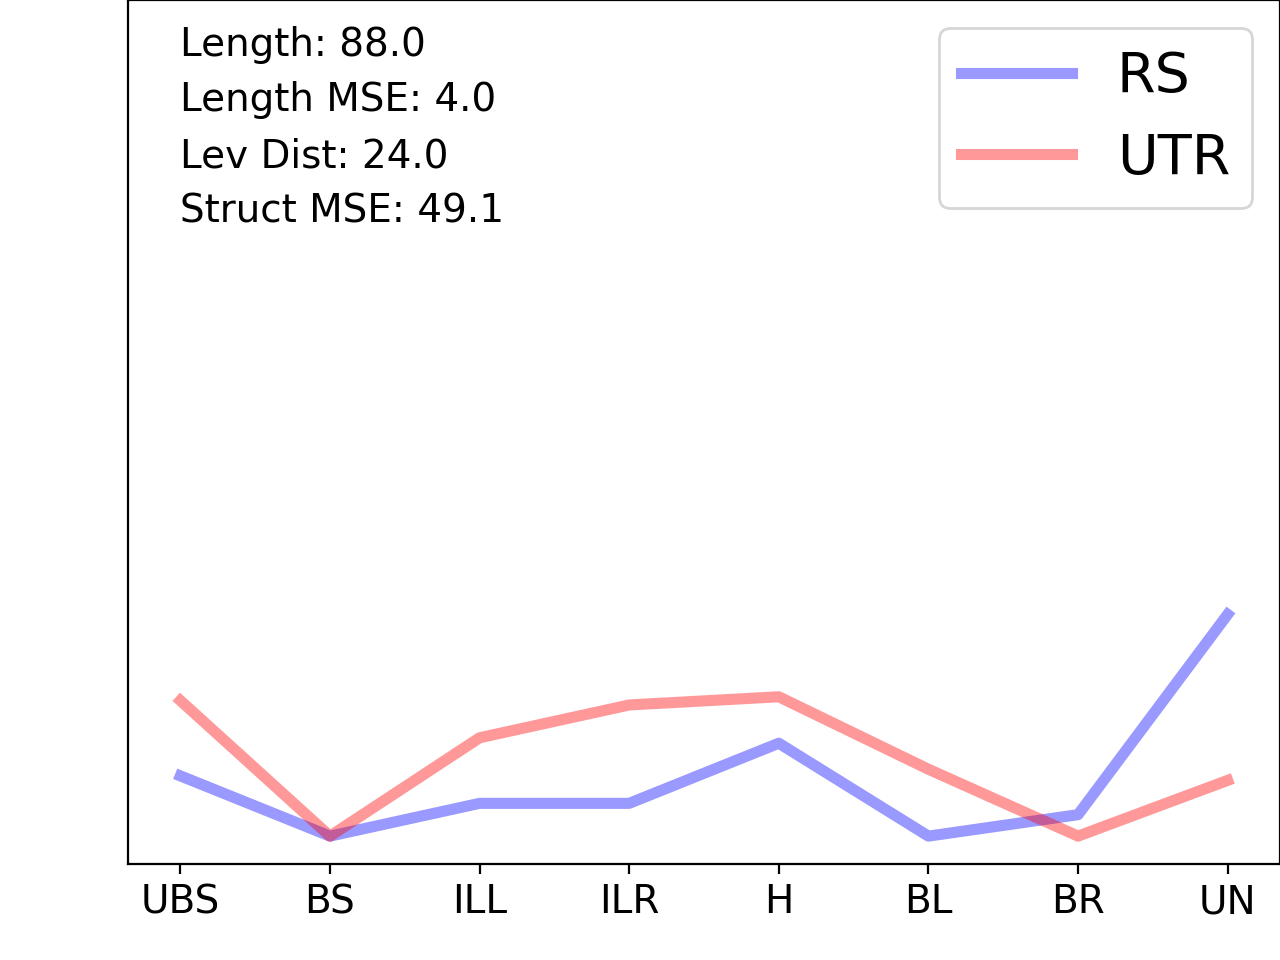 Length: 88.0
Length MSE: 4.0
Lev Dist: 24.0
Struct MSE: 49.1
RS
UTR
UBS BS ILL ILR H BL BR UN